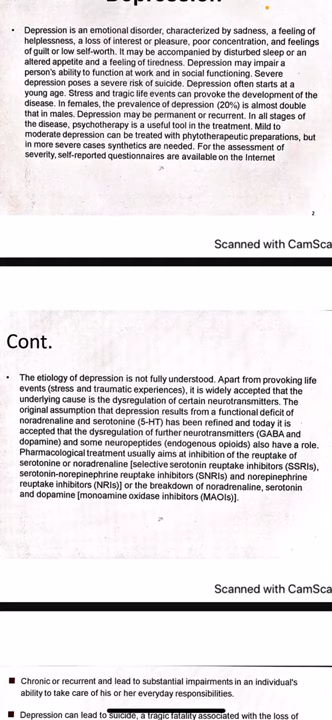 Depression
• Depression is an emotional disorder, characterized by sadness, a feeling of
helplessness, a loss of interest or pleasure, poor concentration, and feelings
of guilt or low self-worth. It may be accompanied by disturbed sleep or an
altered appetite and a feeling of tiredness. Depression may impair a
person's ability to function at work and in social functioning. Severe
depression poses a severe risk of suicide. Depression often starts at a
young age. Stress and tragic life events can provoke the development of the
disease. In females, the prevalence of depression (20%) is almost double
that in males. Depression may be permanent or recurrent. In all stages of
the disease, psychotherapy is a useful tool in the treatment. Mild to
moderate depression can be treated with phytotherapeutic preparations, but
in more severe cases synthetics are needed. For the assessment of
severity, self-reported questionnaires are available on the Internet
2
Scanned with CamSca
Cont.
• The etiology of depression is not fully understood. Apart from provoking life
events (stress and traumatic experiences), it is widely accepted that the
underlying cause is the dysregulation of certain neurotransmitters. The
original assumption that depression results from a functional deficit of
noradrenaline and serotonine (5-HT) has been refined and today it is
accepted that the dysregulation of further neurotransmitters (GABA and
dopamine) and some neuropeptides (endogenous opioids) also have a role.
Pharmacological treatment usually aims at inhibition of the reuptake of
serotonine or noradrenaline [selective serotonin reuptake inhibitors (SSRIs),
serotonin-norepinephrine reuptake inhibitors (SNRIs) and norepinephrine
reuptake inhibitors (NRIs)] or the breakdown of noradrenaline, serotonin
and dopamine [monoamine oxidase inhibitors (MAOIs)].
Scanned with CamSca
■ Chronic or recurrent and lead to substantial impairments in an individual's
ability to take care of his or her everyday responsibilities.
■ Depression can lead to suicide, a tragic fatality associated with the loss of